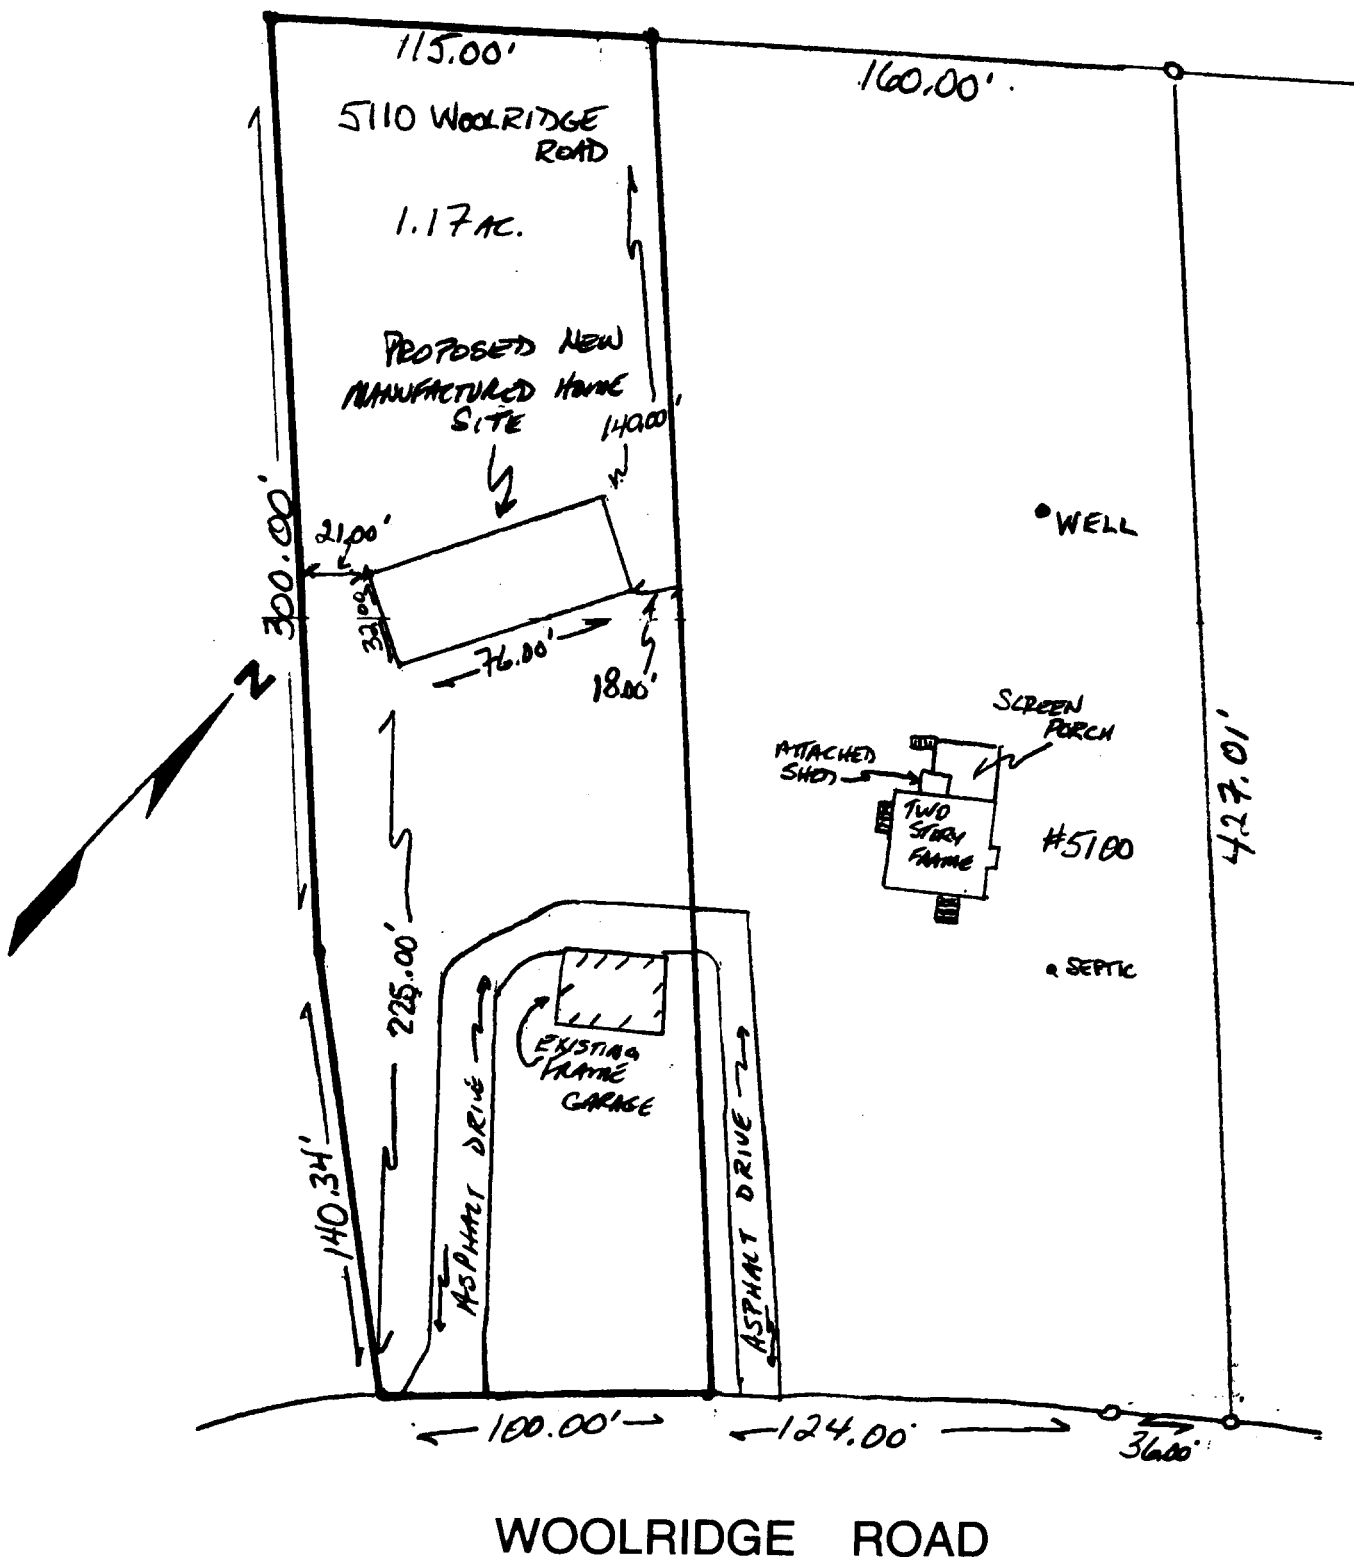 115.00'
160.00'
5110 WOOLRIDGE
ROAD
1.17 AC.
PROPOSED NEW
MANUFACTURED HOME
SITE
140.00'
300.00'
21.00'
32.00
76.00'
18.00'
N
WELL
SCREEN
PORCH
ATTACHED
SHED
TWO
STORY
FRAME
#5100
427.01'
SEPTIC
225.00'
EXISTING
FRAME
GARAGE
ASPHALT DRIVE
ASPHALT DRIVE
140.34'
100.00'
124.00'
36.00'
WOOLRIDGE ROAD